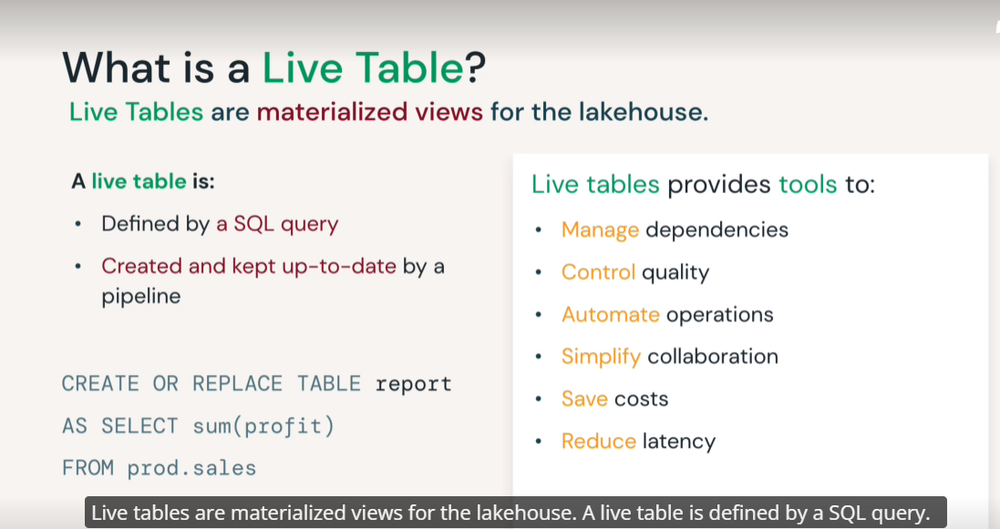 What is a Live Table?
Live Tables are materialized views for the lakehouse.
A live table is:
• Defined by a SQL query
• Created and kept up-to-date by a
pipeline
CREATE OR REPLACE TABLE report
AS SELECT sum(profit)
FROM prod.sales
Live tables provides tools to:
• Manage dependencies
• Control quality
• Automate operations
• Simplify collaboration
• Save costs
• Reduce latency
Live tables are materialized views for the lakehouse. A live table is defined by a SQL query.